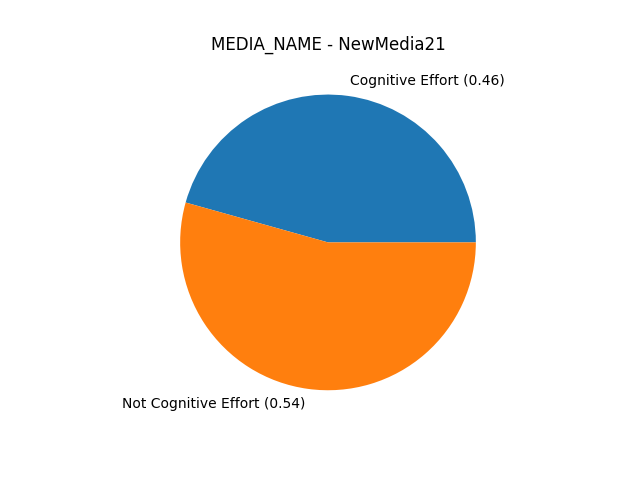 MEDIA_NAME - NewMedia21
Cognitive Effort (0.46)
Not Cognitive Effort (0.54)